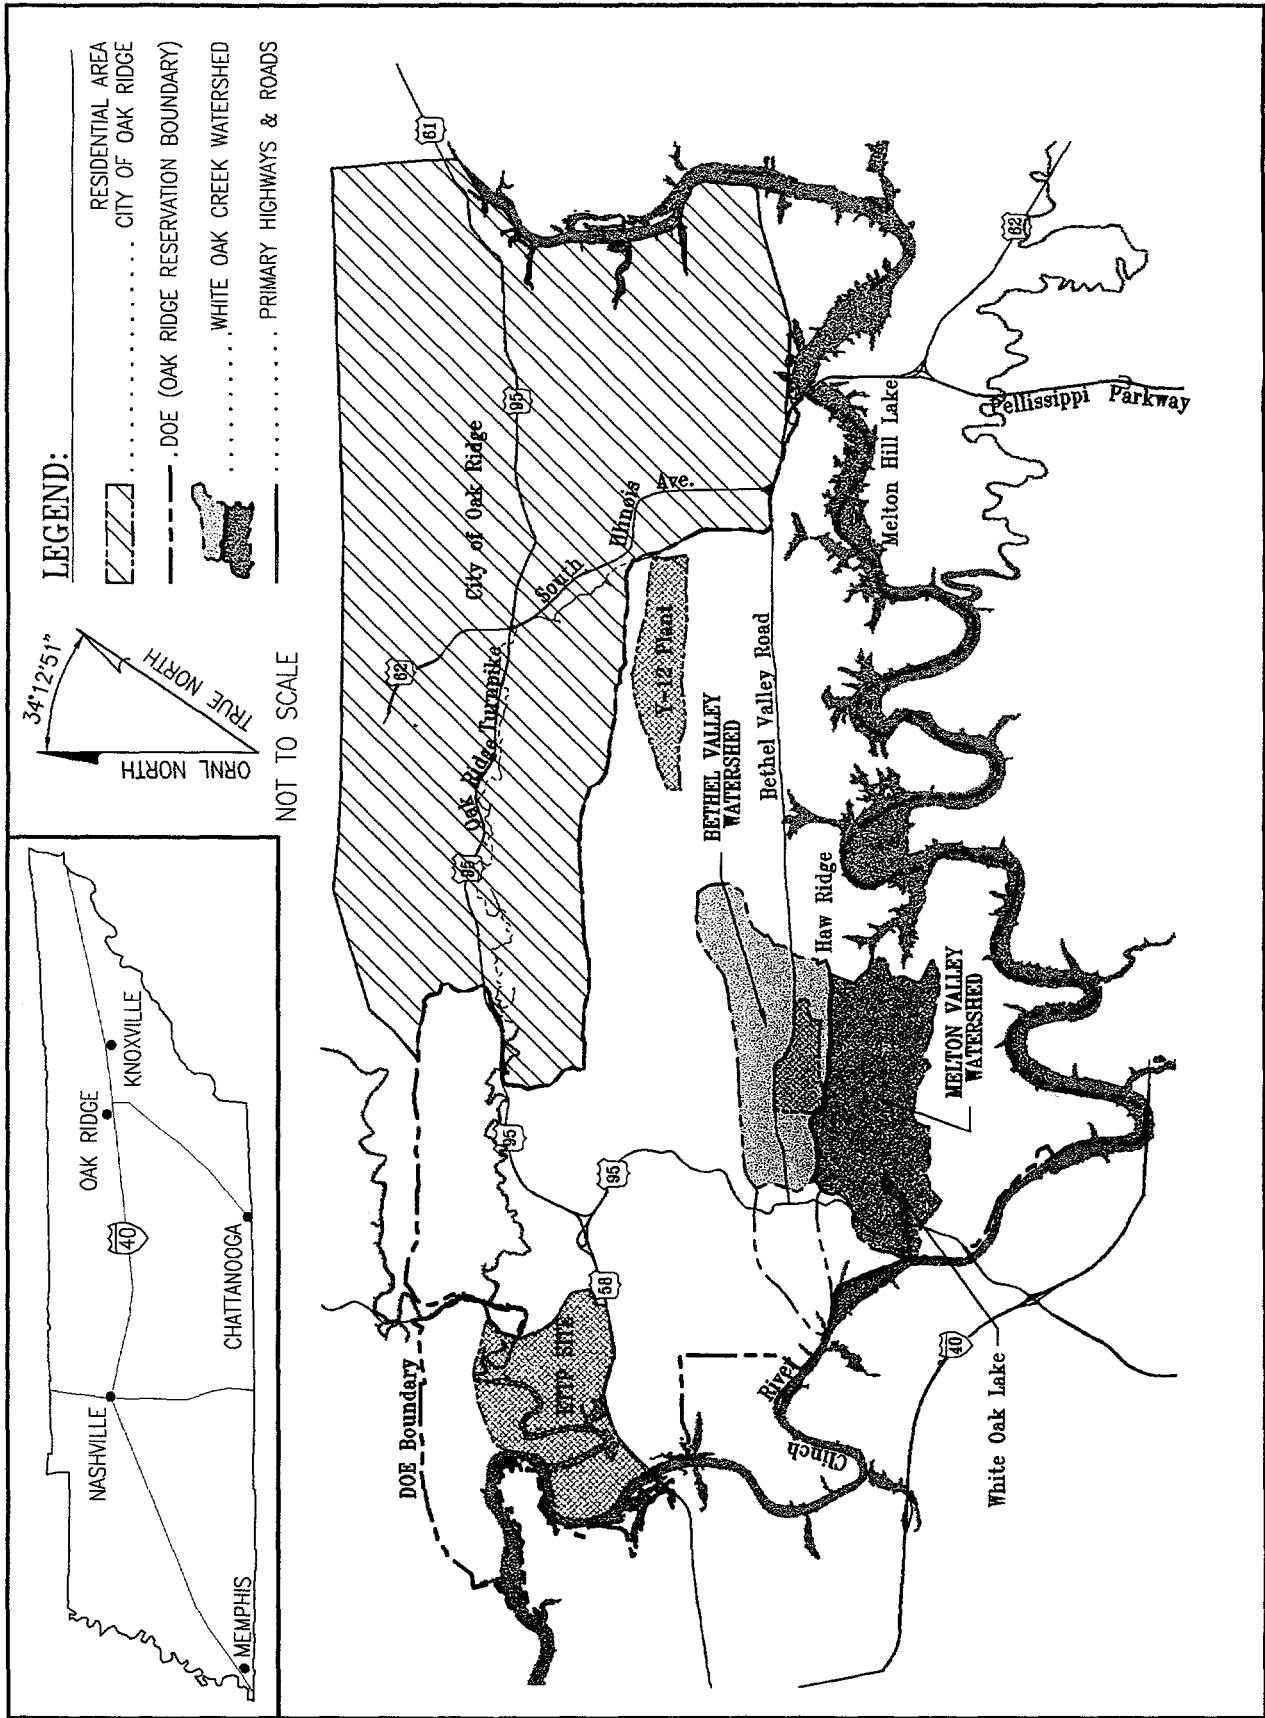 MEMPHIS
NASHVILLE
40
CHATTANOOGA
OAK RIDGE
KNOXVILLE
ORNL NORTH
TRUE NORTH
34°12'51"
NOT TO SCALE
LEGEND:
RESIDENTIAL AREA
CITY OF OAK RIDGE
DOE (OAK RIDGE RESERVATION BOUNDARY)
WHITE OAK CREEK WATERSHED
PRIMARY HIGHWAYS & ROADS
61
62
95
City of Oak Ridge
Oak Ridge Turnpike
95
South
Illinois
Ave.
DOE Boundary
95
95
58
ETTP SITE
Y-12 Plant
BETHEL VALLEY
WATERSHED
Bethel Valley Road
Haw Ridge
Melton Hill Lake
62
Pellissippi Parkway
MELTON VALLEY
WATERSHED
Clinch
River
40
White Oak Lake